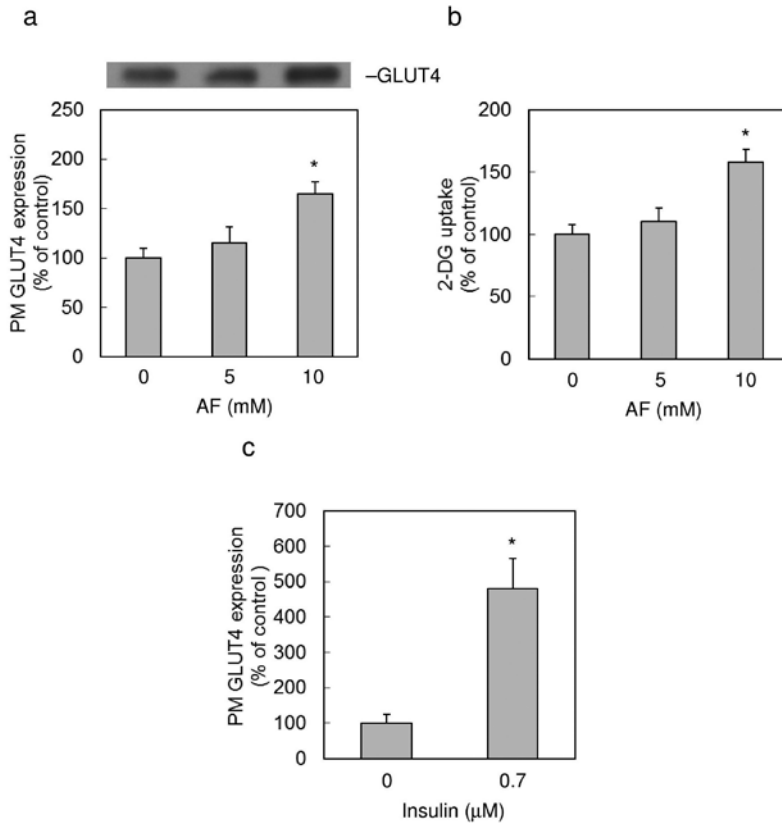 a
–GLUT4
PM GLUT4 expression
(% of control)
250
200
150
100
50
0
*
0 5 10
AF (mM)
b
2-DG uptake
(% of control)
200
150
100
50
0
*
0 5 10
AF (mM)
c
PM GLUT4 expression
(% of control )
700
600
500
400
300
200
100
0
*
0 0.7
Insulin (μM)